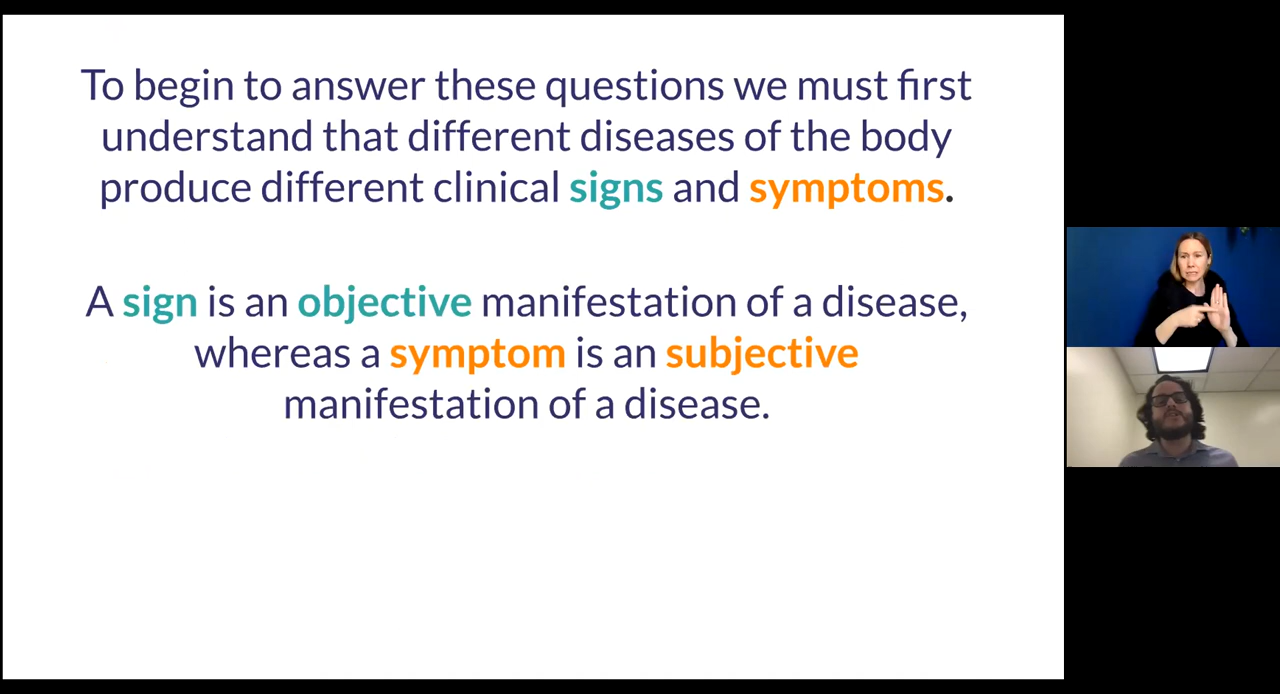 To begin to answer these questions we must first
understand that different diseases of the body
produce different clinical signs and symptoms.
A sign is an objective manifestation of a disease,
whereas a symptom is an subjective
manifestation of a disease.